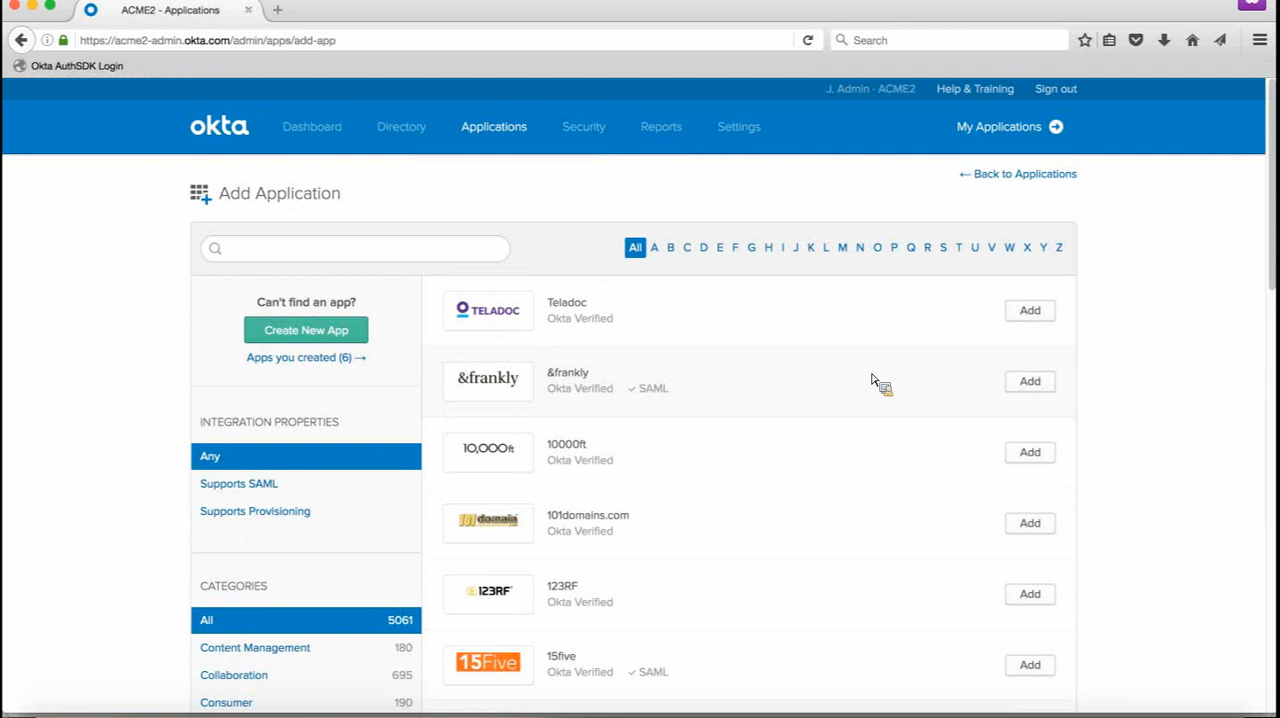 ACME2 - Applications
https://acme2-admin.okta.com/admin/apps/add-app
Search
Okta AuthSDK Login
J. Admin · ACME2
Help & Training
Sign out
okta
Dashboard
Directory
Applications
Security
Reports
Settings
My Applications
Add Application
← Back to Applications
All A B C D E F G H I J K L M N O P Q R S T U V W X Y Z
Can't find an app?
Create New App
Apps you created (6) →
INTEGRATION PROPERTIES
Any
Supports SAML
Supports Provisioning
CATEGORIES
All 5061
Content Management 180
Collaboration 695
Consumer 190
TELADOC
Teladoc
Okta Verified
Add
&frankly
&frankly
Okta Verified ✓ SAML
Add
10,000ft
10000ft
Okta Verified
Add
101domain
101domains.com
Okta Verified
Add
123RF
123RF
Okta Verified
Add
15Five
15five
Okta Verified ✓ SAML
Add